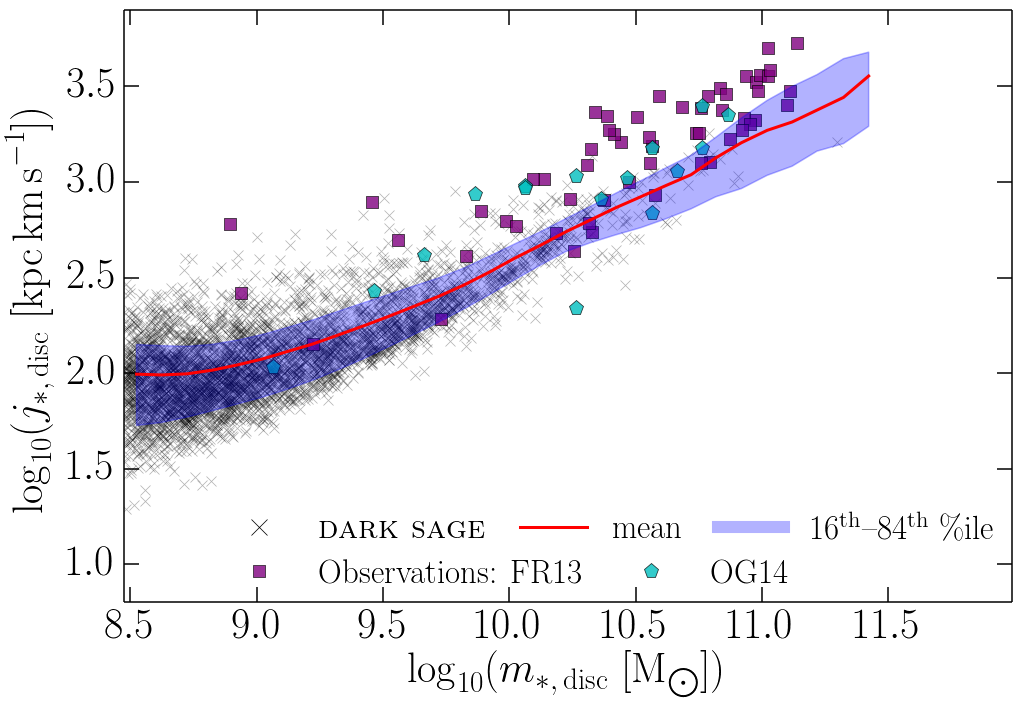 log₁₀(j∗, disc [kpc km s⁻¹])
3.5
3.0
2.5
2.0
1.5
1.0
DARK SAGE mean 16ᵗʰ–84ᵗʰ %ile
Observations: FR13 OG14
8.5 9.0 9.5 10.0 10.5 11.0 11.5
log₁₀(m∗, disc [M⊙])